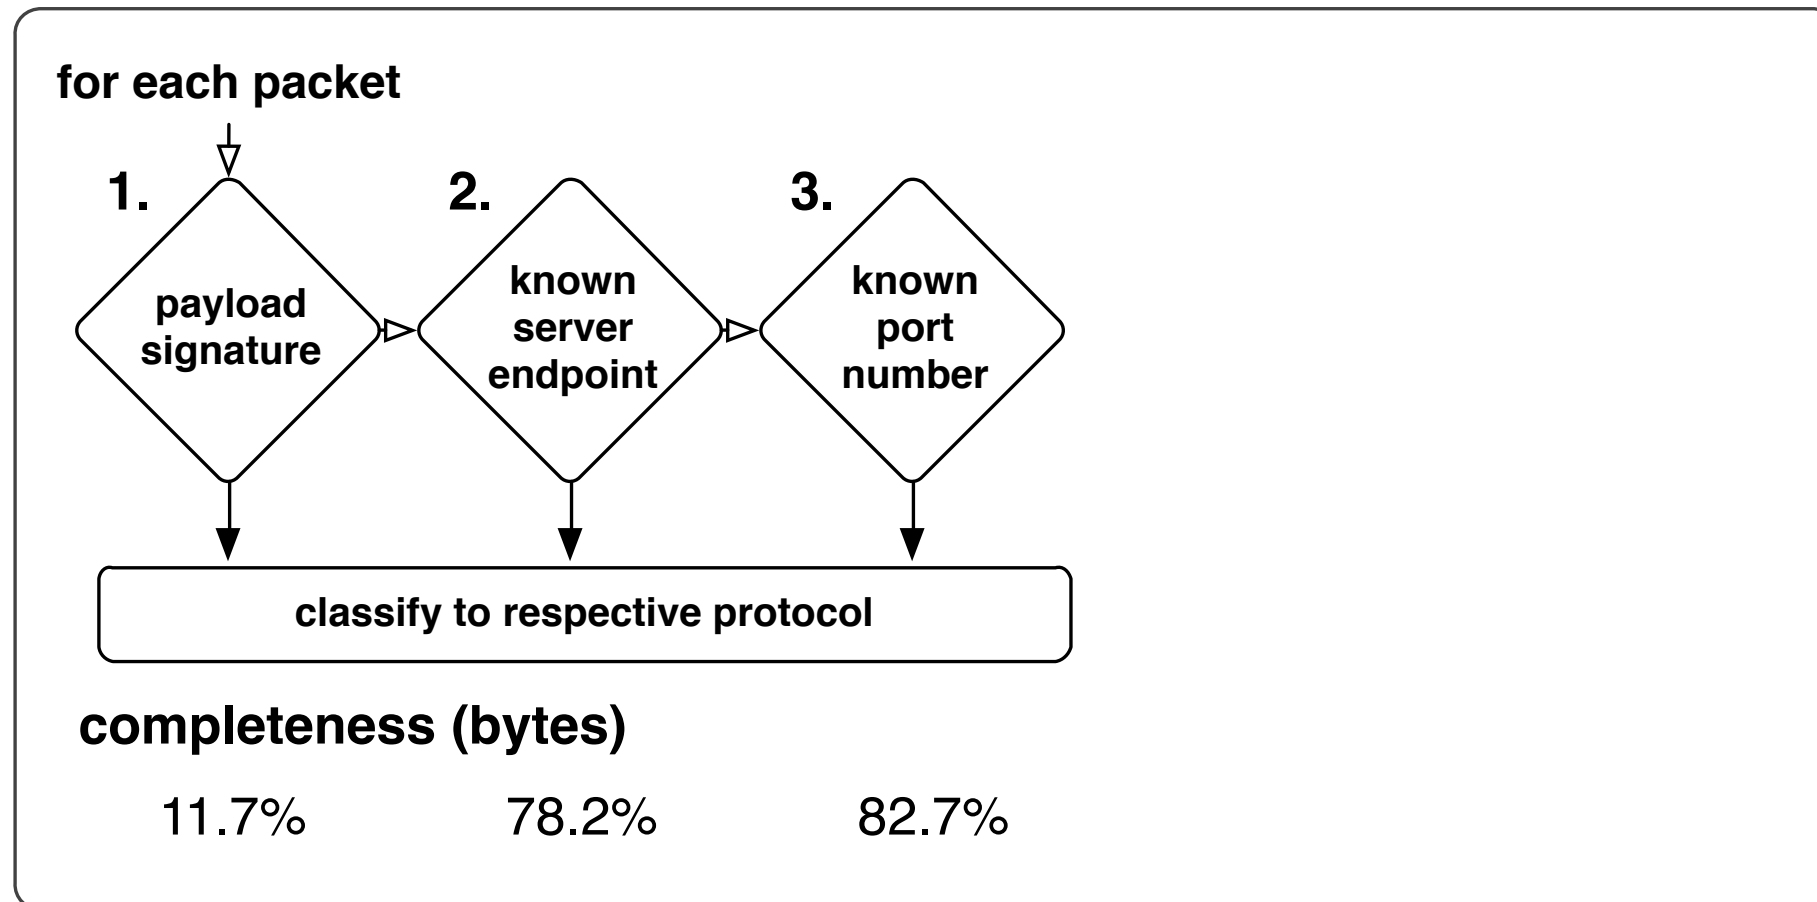 for each packet
1.
payload
signature
2.
known
server
endpoint
3.
known
port
number
classify to respective protocol
completeness (bytes)
11.7%
78.2%
82.7%